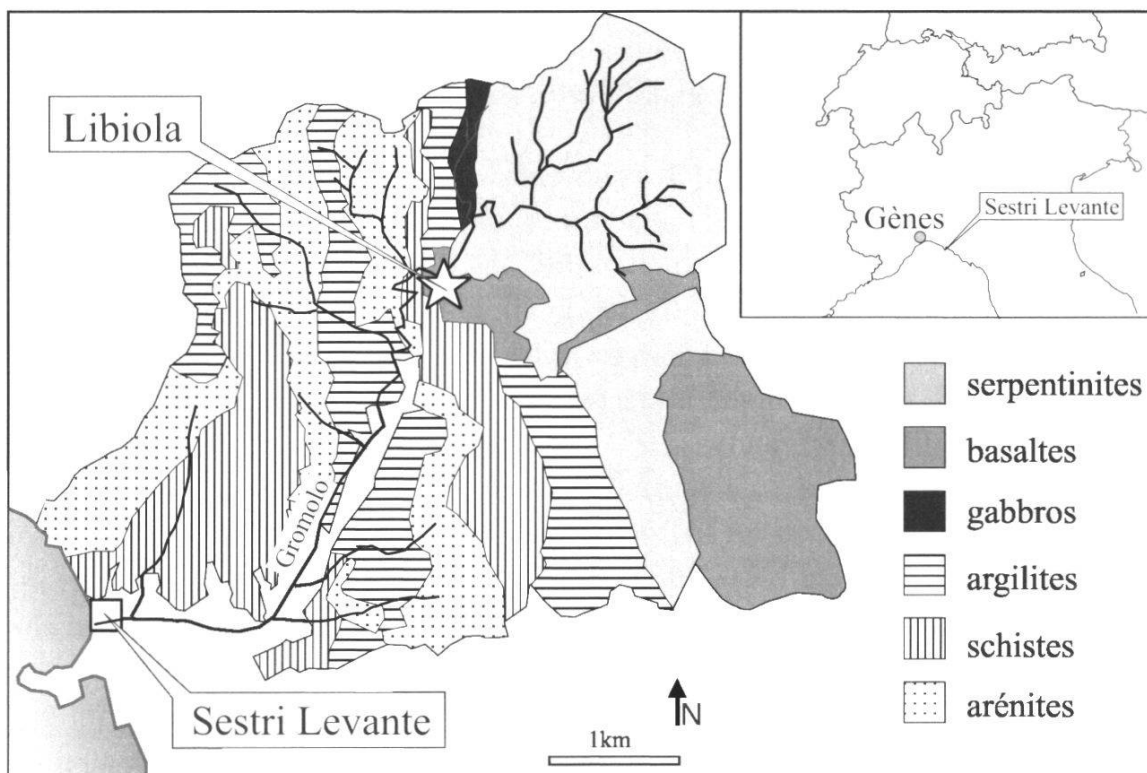 Libiola
Gènes
Sestri Levante
serpentinites
basaltes
gabbros
argilites
schistes
arénites
Gromolo
Sestri Levante
N
1km